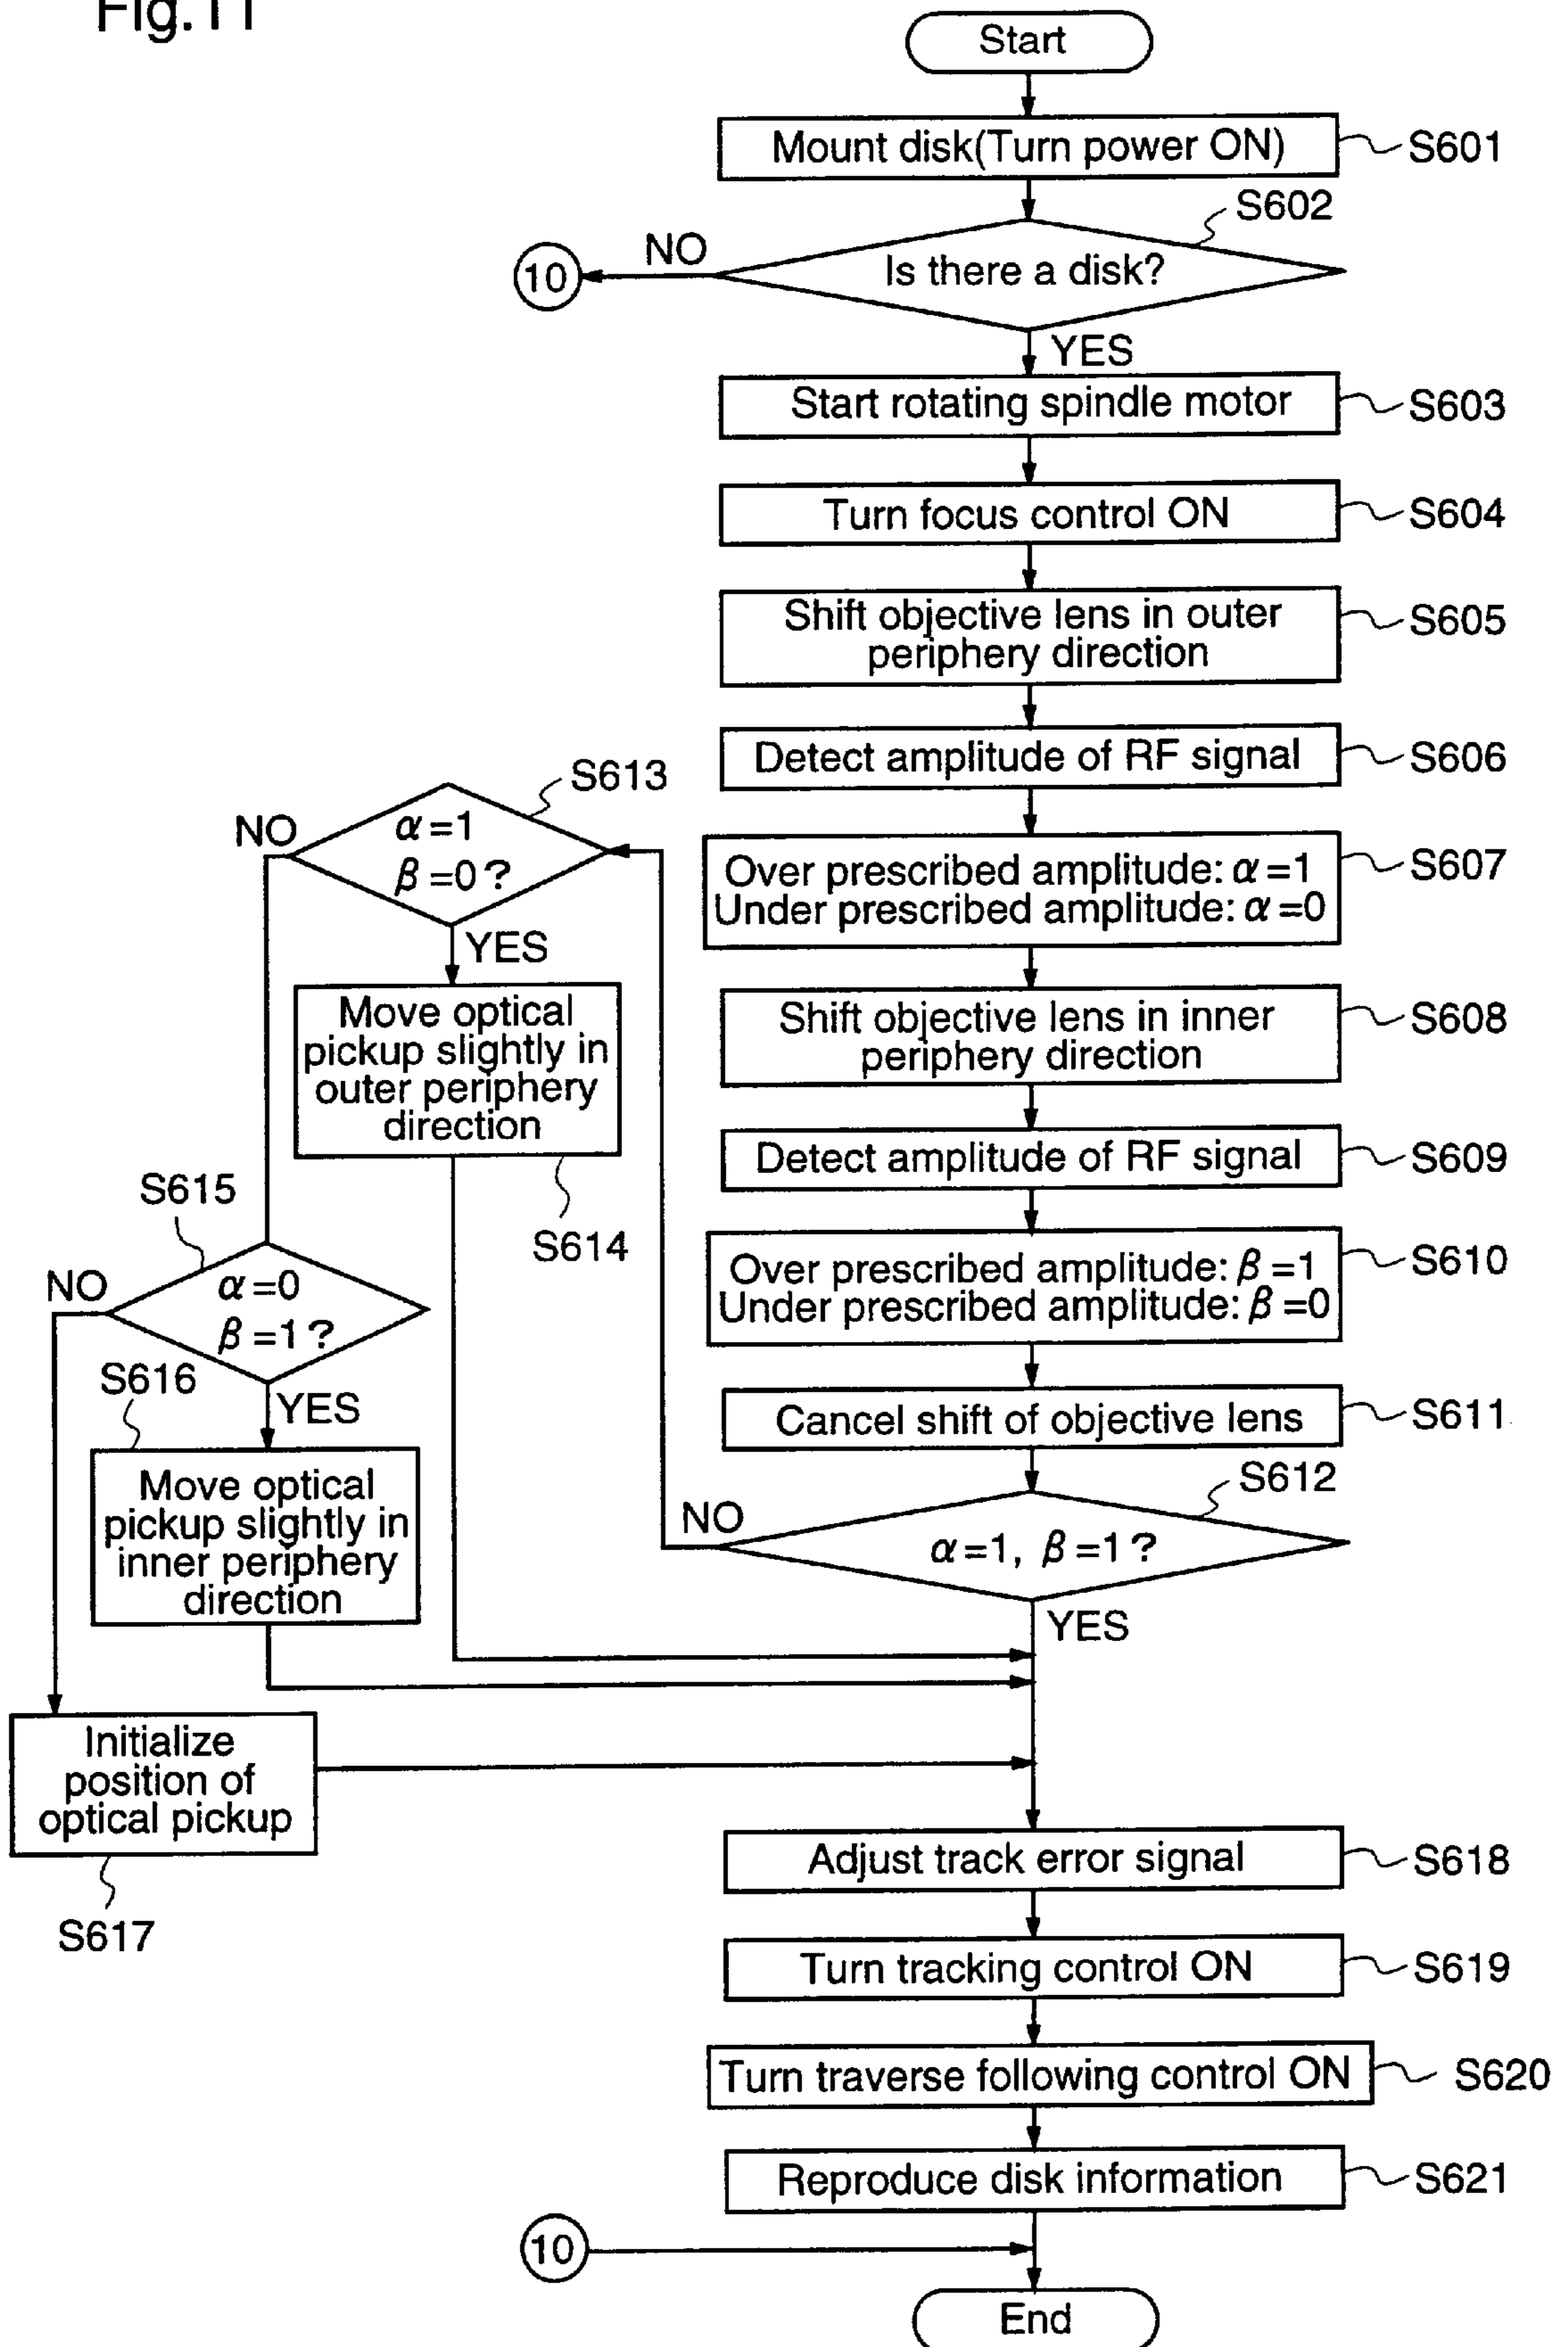 Fig.11
Start
Mount disk(Turn power ON)
S601
S602
Is there a disk?
NO
10
YES
Start rotating spindle motor
S603
Turn focus control ON
S604
Shift objective lens in outer
periphery direction
S605
Detect amplitude of RF signal
S606
Over prescribed amplitude: α=1
Under prescribed amplitude: α=0
S607
Shift objective lens in inner
periphery direction
S608
Detect amplitude of RF signal
S609
Over prescribed amplitude: β=1
Under prescribed amplitude: β=0
S610
Cancel shift of objective lens
S611
S612
α=1, β=1?
NO
YES
S613
α=1
β=0?
NO
YES
Move optical
pickup slightly in
outer periphery
direction
S614
S615
α=0
β=1?
NO
YES
S616
Move optical
pickup slightly in
inner periphery
direction
Initialize
position of
optical pickup
S617
Adjust track error signal
S618
Turn tracking control ON
S619
Turn traverse following control ON
S620
Reproduce disk information
S621
10
End